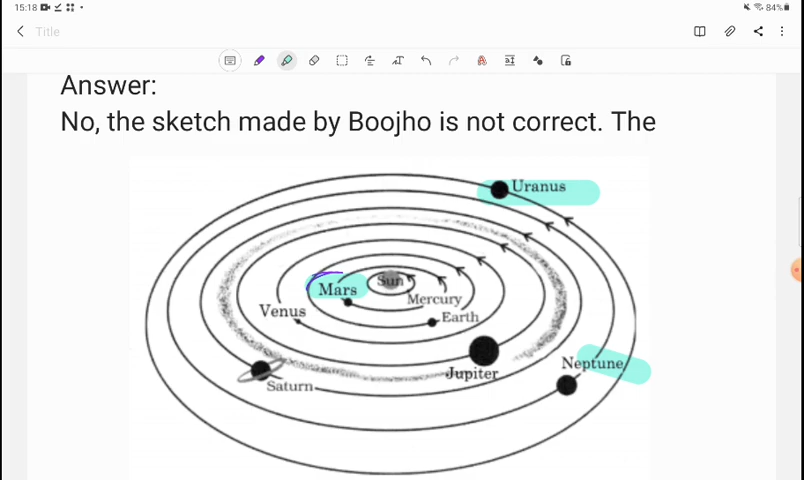 15:18
84%
Title
Answer:
No, the sketch made by Boojho is not correct. The
Uranus
Sun
Mars
Mercury
Venus
Earth
Neptune
Jupiter
Saturn